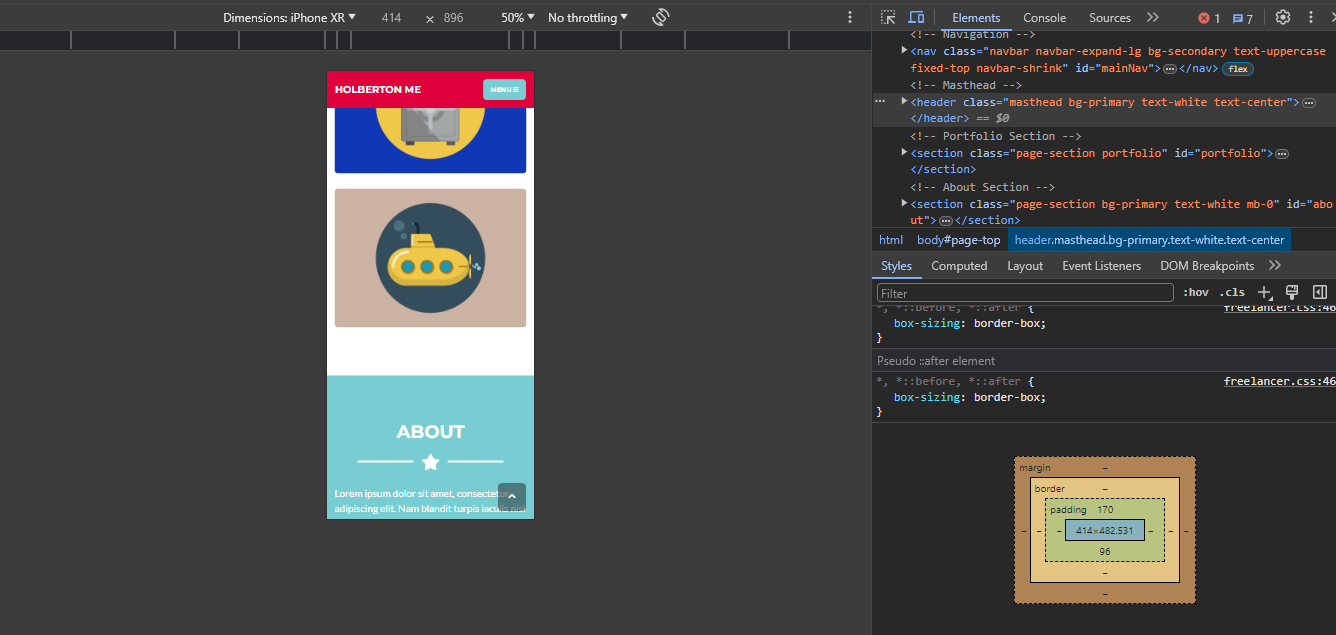 Dimensions: iPhone XR ▼ 414 × 896 50% ▼ No throttling ▼
Elements Console Sources » 1 7
HOLBERTON ME MENU ☰
ABOUT
Lorem ipsum dolor sit amet, consectetur
adipiscing elit. Nam blandit turpis iaculis nisl
<!-- Navigation -->
<nav class="navbar navbar-expand-lg bg-secondary text-uppercase
fixed-top navbar-shrink" id="mainNav">…</nav> flex
<!-- Masthead -->
<header class="masthead bg-primary text-white text-center">…
</header> == $0
<!-- Portfolio Section -->
<section class="page-section portfolio" id="portfolio">…
</section>
<!-- About Section -->
<section class="page-section bg-primary text-white mb-0" id="abo
ut">…</section>
html body#page-top header.masthead.bg-primary.text-white.text-center
Styles Computed Layout Event Listeners DOM Breakpoints »
Filter :hov .cls +
*, *::before, *::after { freelancer.css:46
box-sizing: border-box;
}
Pseudo ::after element
*, *::before, *::after { freelancer.css:46
box-sizing: border-box;
}
margin –
border –
padding 170
– – – 414×482.531 – – –
96
–
–